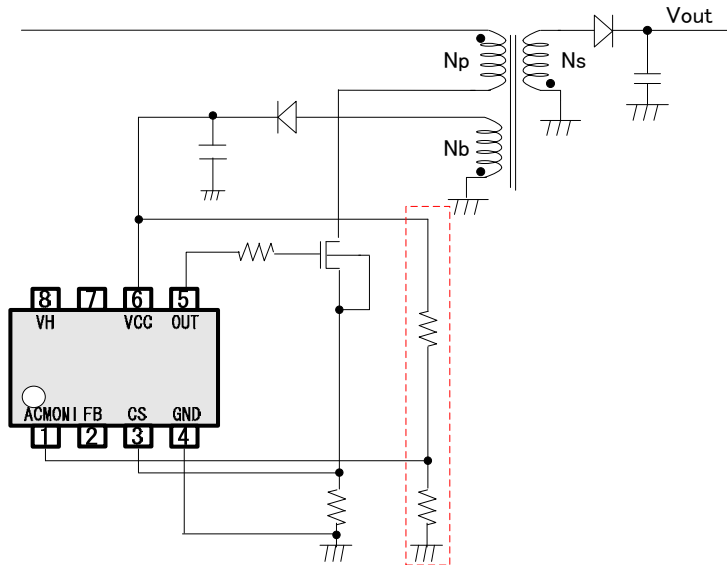 Vout
Np
Ns
Nb
8 7 6 5
VH VCC OUT
ACMONI FB CS GND
1 2 3 4